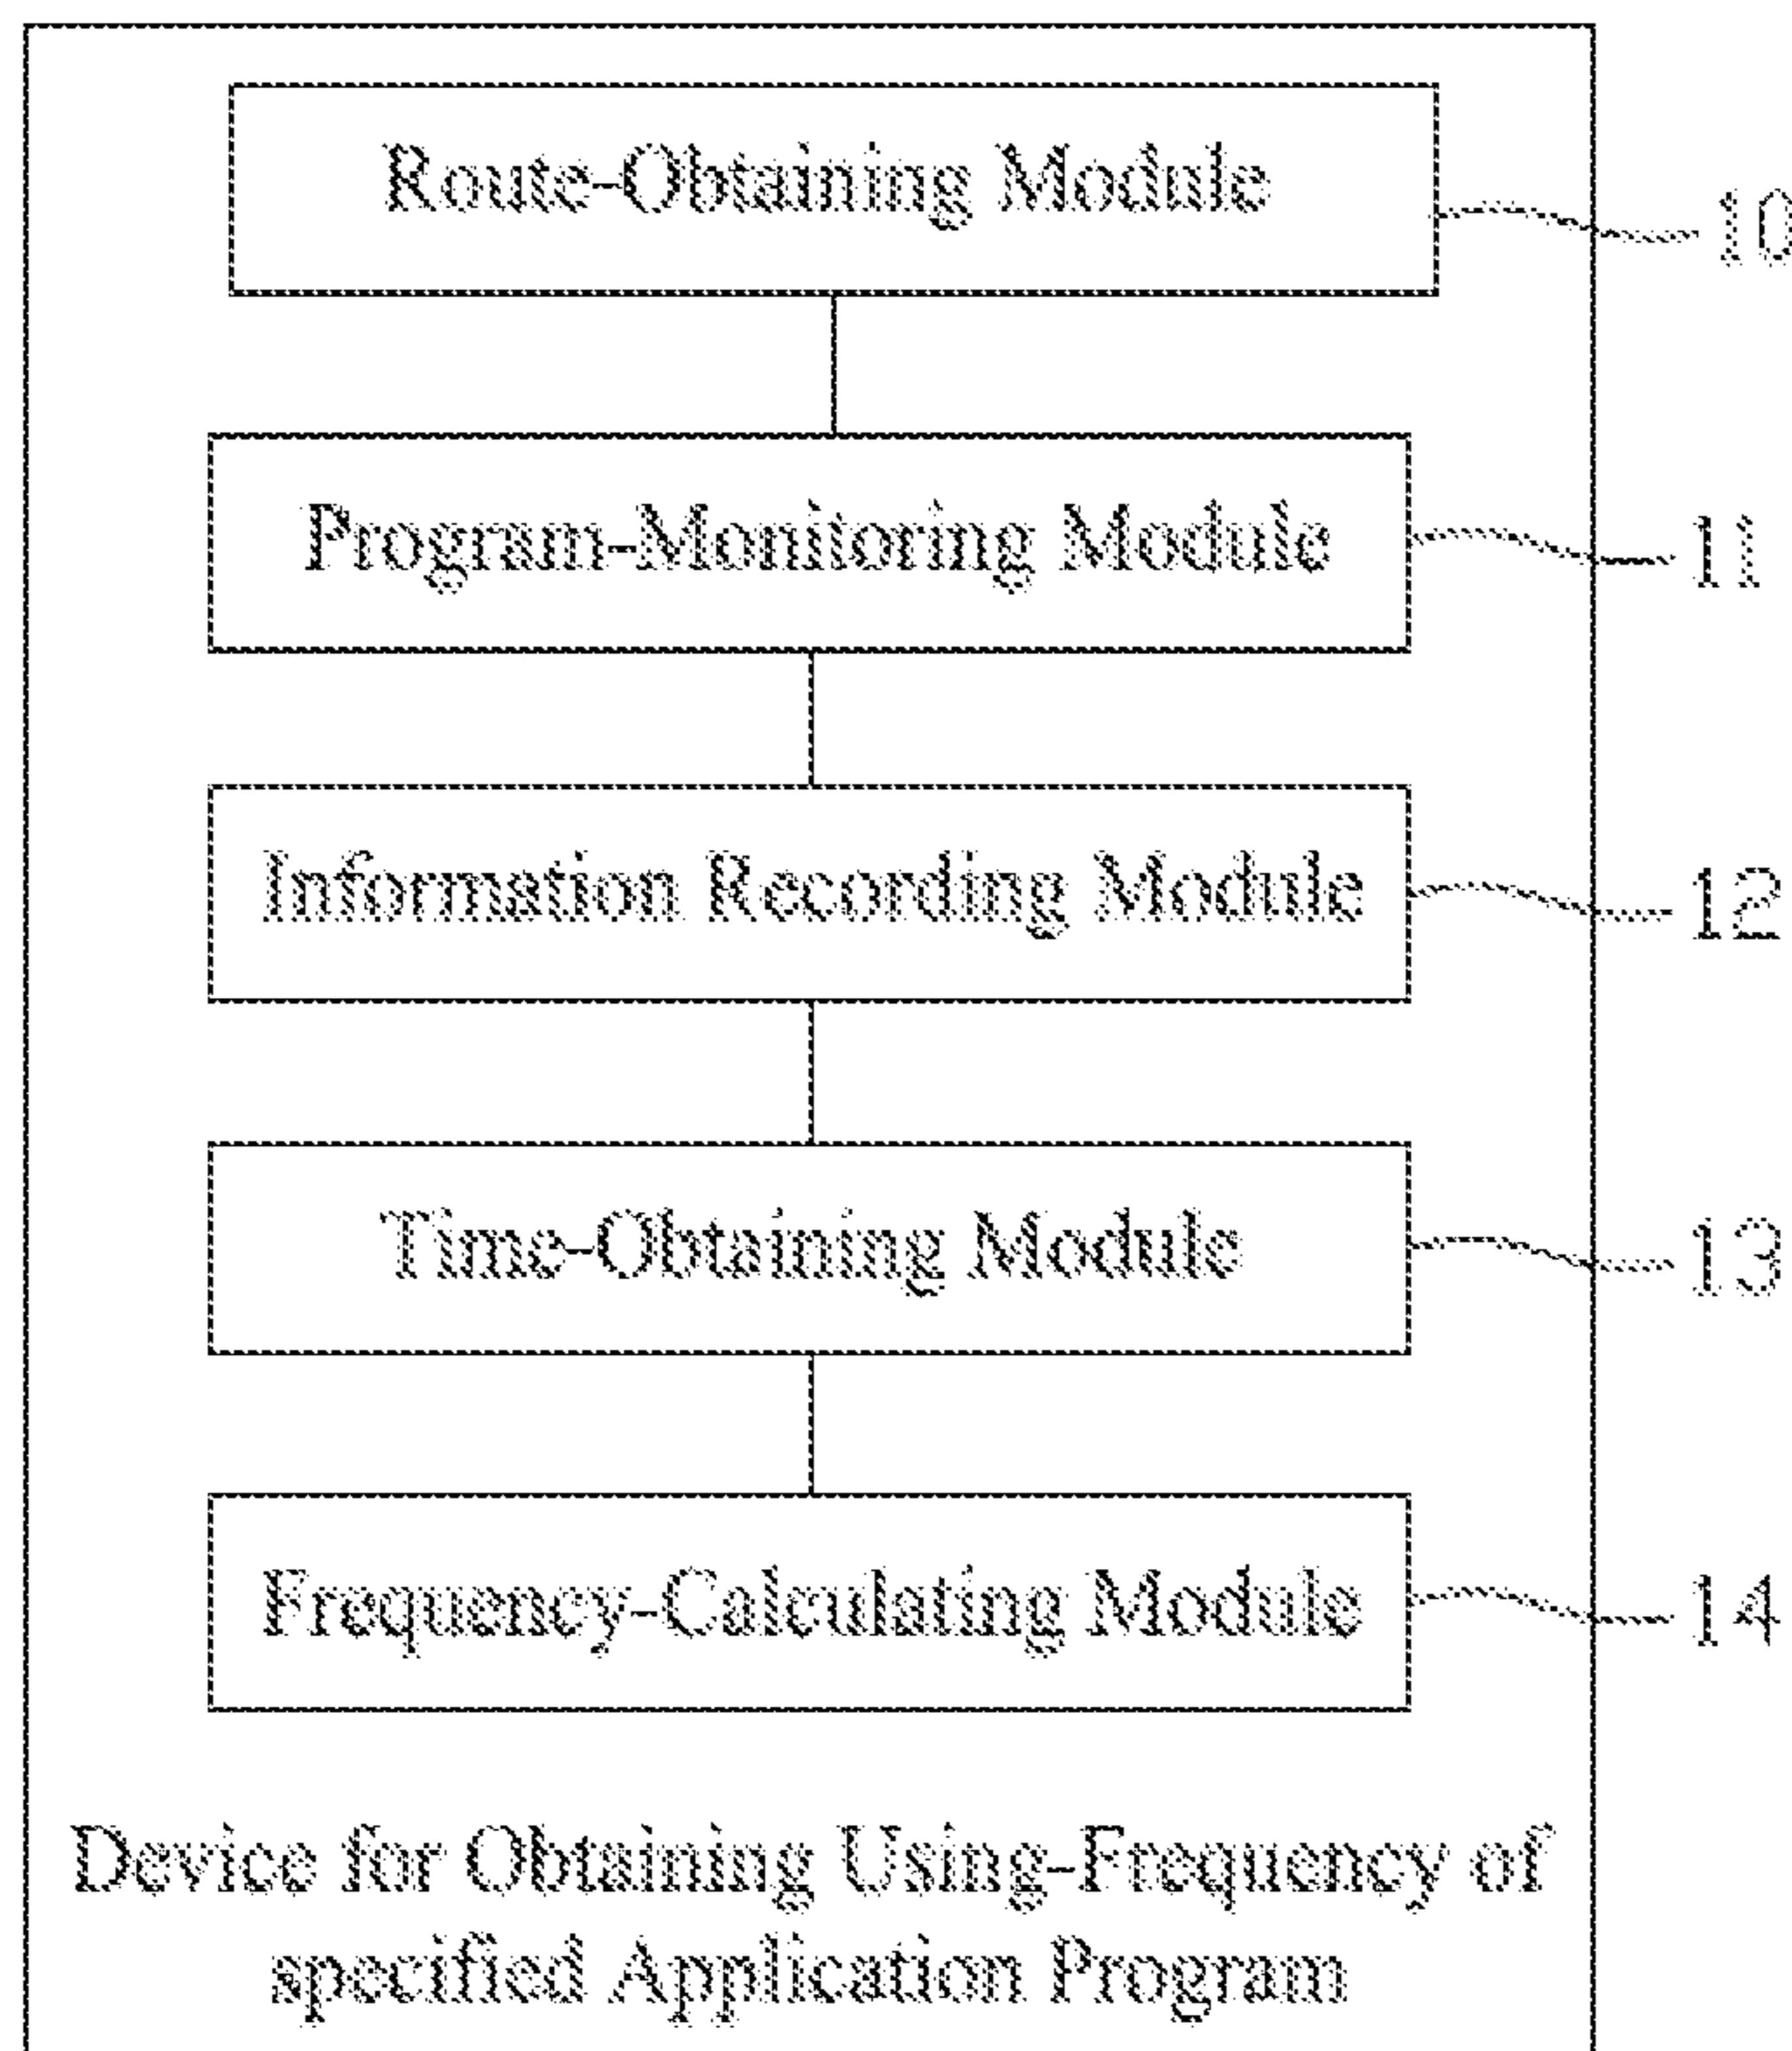 Route-Obtaining Module
10
Program-Monitoring Module
11
Information Recording Module
12
Time-Obtaining Module
13
Frequency-Calculating Module
14
Device for Obtaining Using-Frequency of
specified Application Program